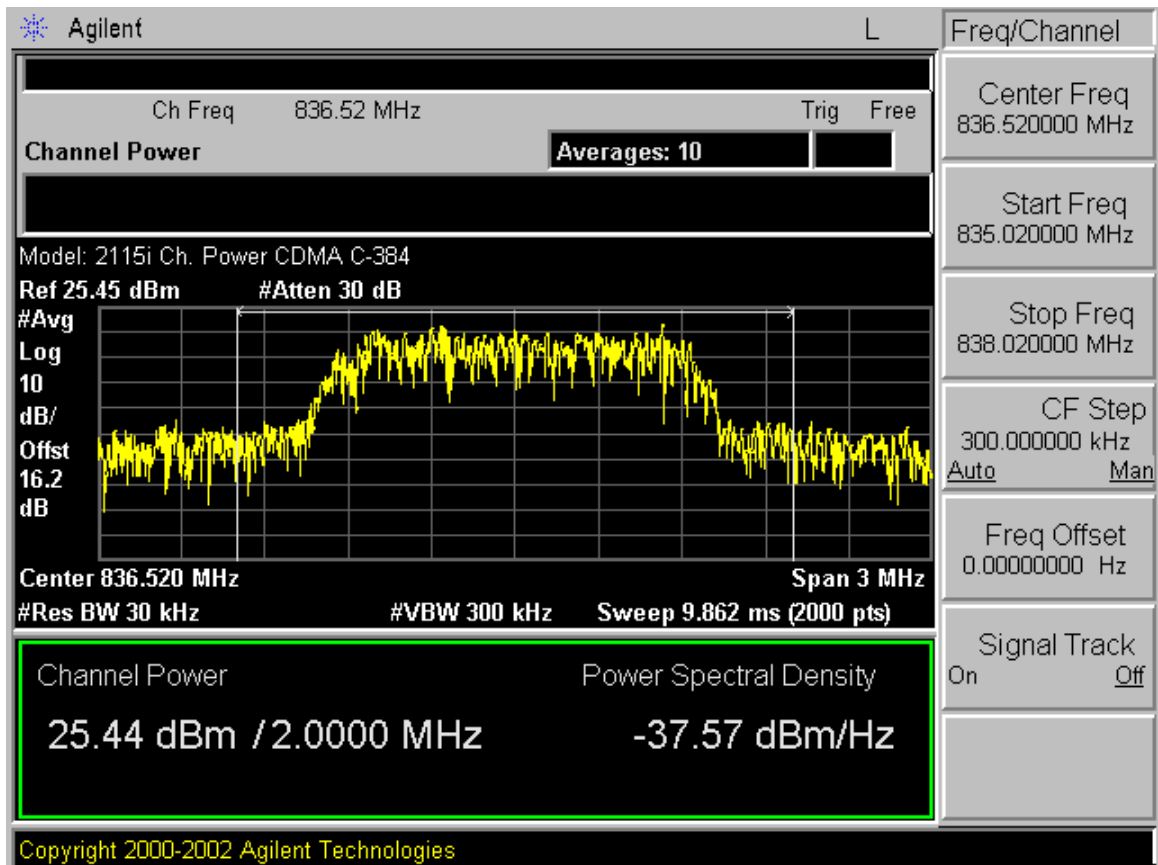 Agilent L
Ch Freq 836.52 MHz Trig Free
Channel Power Averages: 10
Model: 2115i Ch. Power CDMA C-384
Ref 25.45 dBm #Atten 30 dB
#Avg
Log
10
dB/
Offst
16.2
dB
Center 836.520 MHz Span 3 MHz
#Res BW 30 kHz #VBW 300 kHz Sweep 9.862 ms (2000 pts)
Channel Power Power Spectral Density
25.44 dBm / 2.0000 MHz -37.57 dBm/Hz
Copyright 2000-2002 Agilent Technologies
Freq/Channel
Center Freq
836.520000 MHz
Start Freq
835.020000 MHz
Stop Freq
838.020000 MHz
CF Step
300.000000 kHz
Auto Man
Freq Offset
0.00000000 Hz
Signal Track
On Off